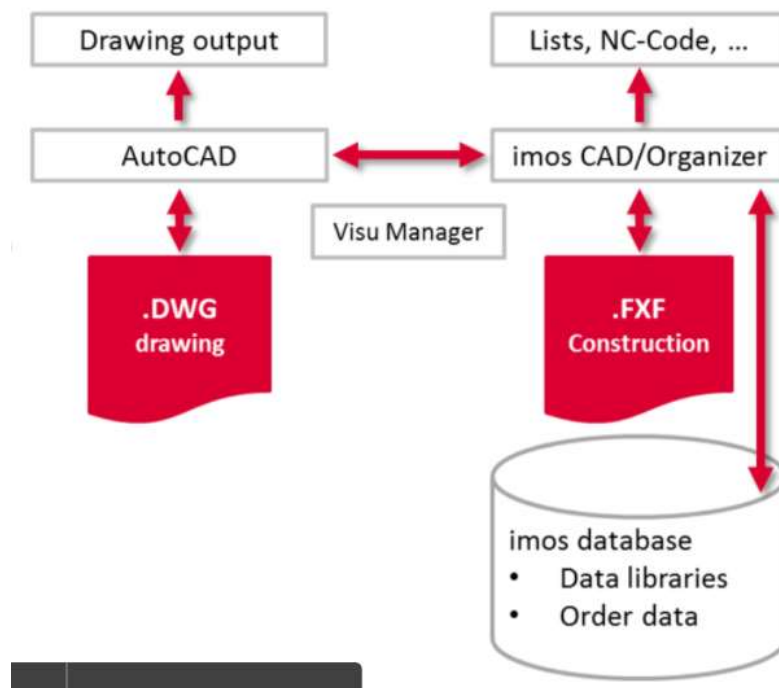 Drawing output
Lists, NC-Code, ...
AutoCAD
imos CAD/Organizer
Visu Manager
.DWG
drawing
.FXF
Construction
imos database
• Data libraries
• Order data